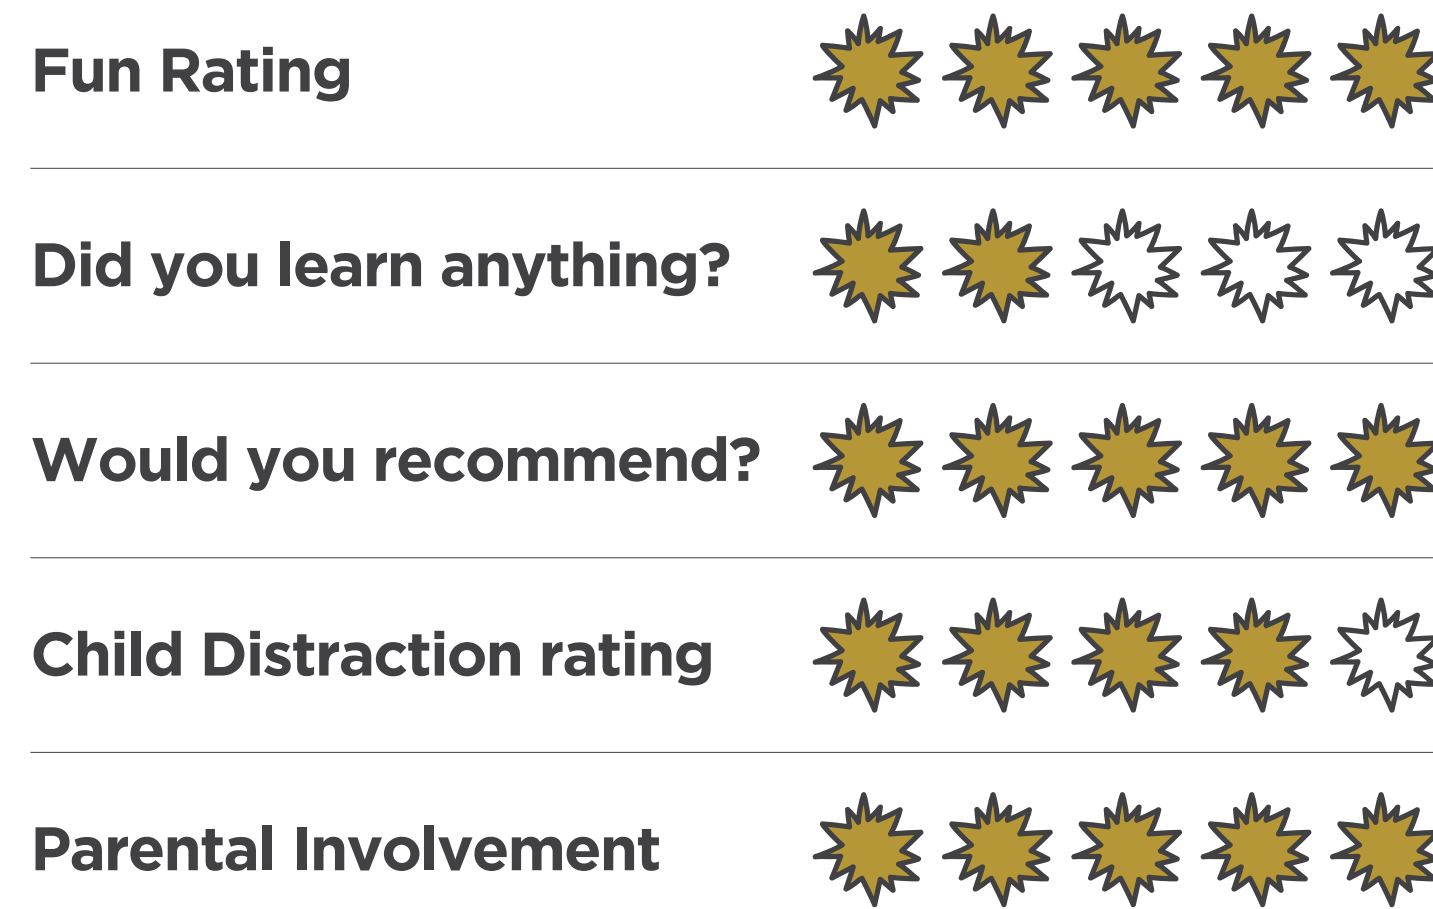 Fun Rating
Did you learn anything?
Would you recommend?
Child Distraction rating
Parental Involvement